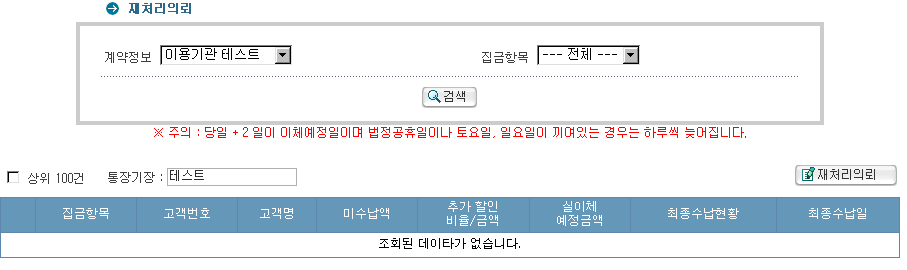 재처리의뢰
계약정보 이용기관 테스트 집금항목 --- 전체 ---
검색
※ 주의 : 당일 + 2 일이 이체예정일이며 법정공휴일이나 토요일, 일요일이 끼여있는 경우는 하루씩 늦어집니다.
상위 100건 통장기장 : 테스트 재처리의뢰
집금항목 고객번호 고객명 미수납액 추가 할인 비율/금액 실이체 예정금액 최종수납현황 최종수납일
조회된 데이타가 없습니다.